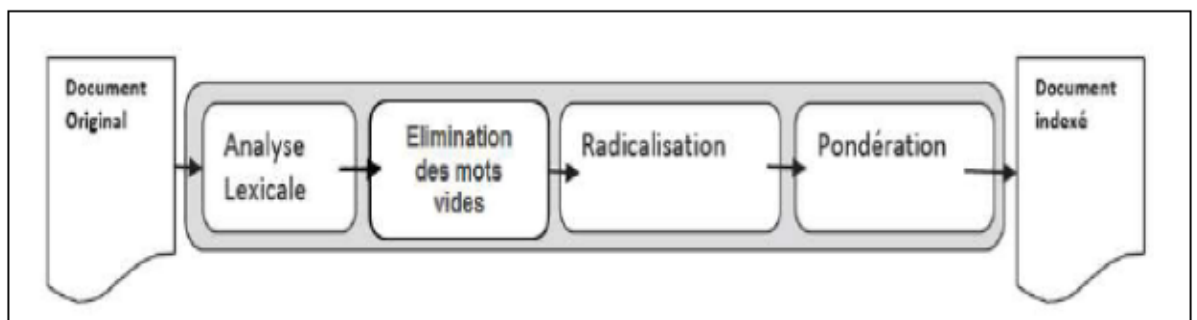 Document
Original
Analyse
Lexicale
Elimination
des mots
vides
Radicalisation
Pondération
Document
indexé